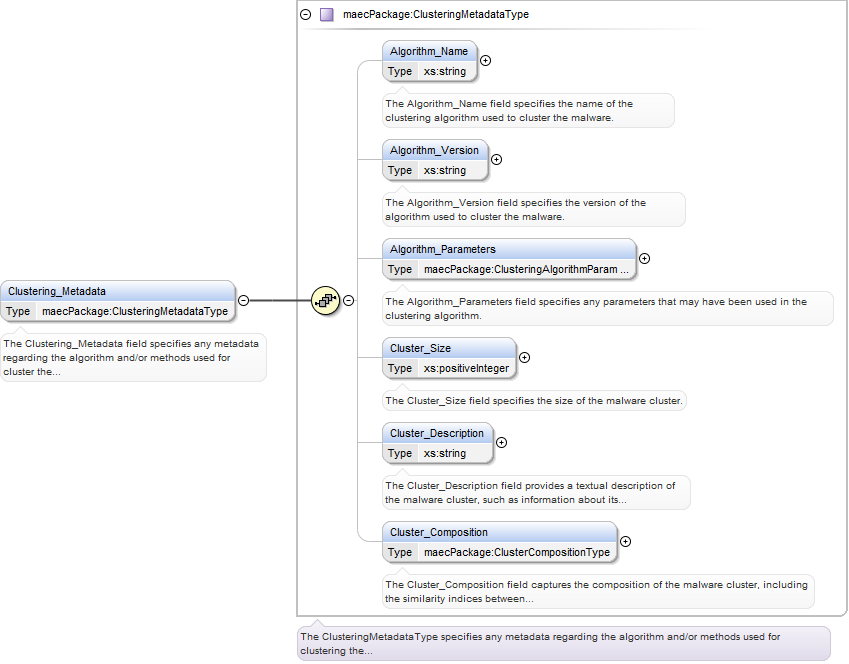 maecPackage:ClusteringMetadataType
Algorithm_Name
Type xs:string
The Algorithm_Name field specifies the name of the
clustering algorithm used to cluster the malware.
Algorithm_Version
Type xs:string
The Algorithm_Version field specifies the version of the
algorithm used to cluster the malware.
Algorithm_Parameters
Type maecPackage:ClusteringAlgorithmParam ...
The Algorithm_Parameters field specifies any parameters that may have been used in the
clustering algorithm.
Clustering_Metadata
Type maecPackage:ClusteringMetadataType
The Clustering_Metadata field specifies any metadata
regarding the algorithm and/or methods used for
cluster the...
Cluster_Size
Type xs:positiveInteger
The Cluster_Size field specifies the size of the malware cluster.
Cluster_Description
Type xs:string
The Cluster_Description field provides a textual description of
the malware cluster, such as information about its...
Cluster_Composition
Type maecPackage:ClusterCompositionType
The Cluster_Composition field captures the composition of the malware cluster, including
the similarity indices between...
The ClusteringMetadataType specifies any metadata regarding the algorithm and/or methods used for
clustering the...